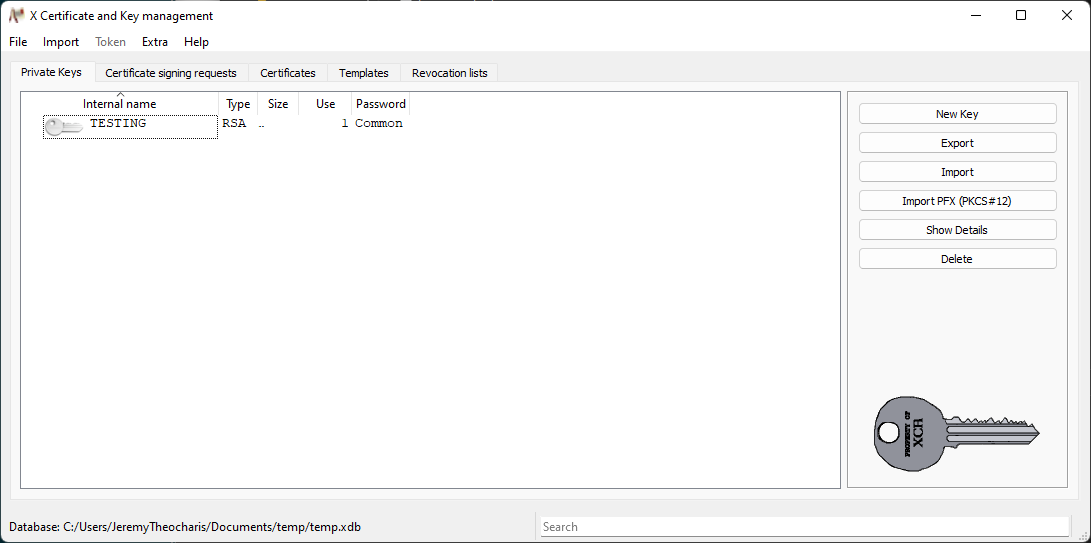 X Certificate and Key management
File Import Token Extra Help
Private Keys Certificate signing requests Certificates Templates Revocation lists
Internal name Type Size Use Password
TESTING RSA .. 1 Common
New Key
Export
Import
Import PFX (PKCS#12)
Show Details
Delete
PROPERTY OF
XCA
Database: C:/Users/JeremyTheocharis/Documents/temp/temp.xdb
Search